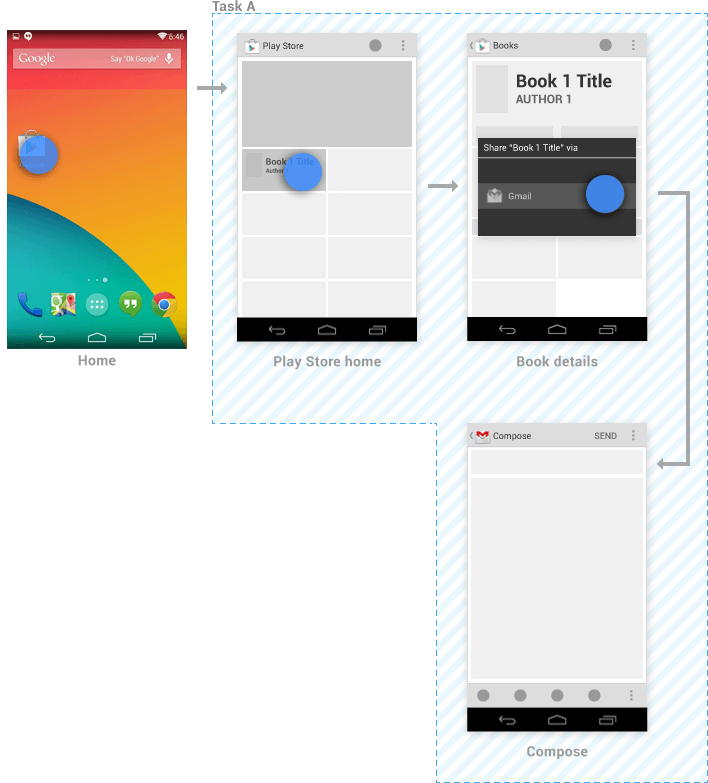 Task A
6:46
Google
Say "Ok Google"
Home
Play Store
Book 1 Title
Author 1
Play Store home
Books
Book 1 Title
AUTHOR 1
Share "Book 1 Title" via
Gmail
Book details
Compose
SEND
Compose